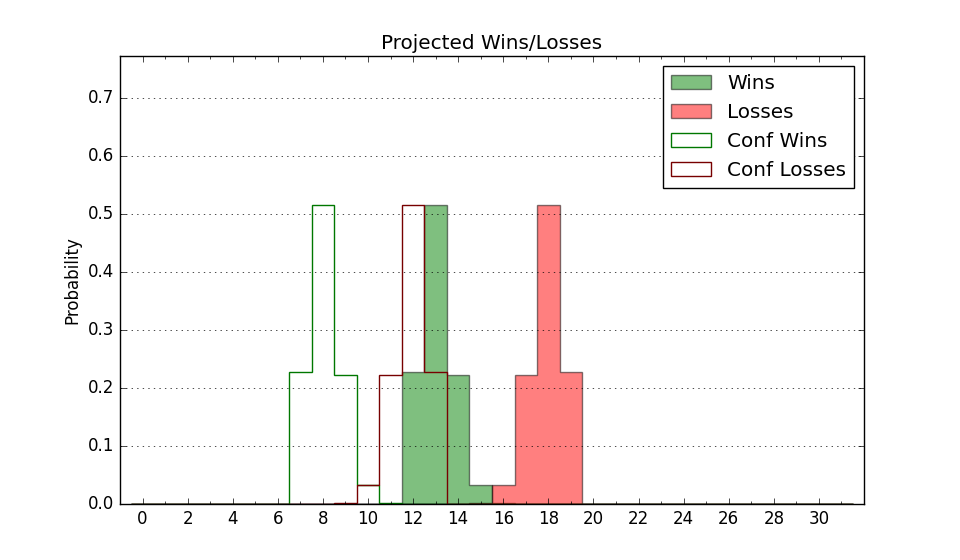 Projected Wins/Losses
Wins
Losses
Conf Wins
Conf Losses
Probability
0.7
0.6
0.5
0.4
0.3
0.2
0.1
0.0
0 2 4 6 8 10 12 14 16 18 20 22 24 26 28 30